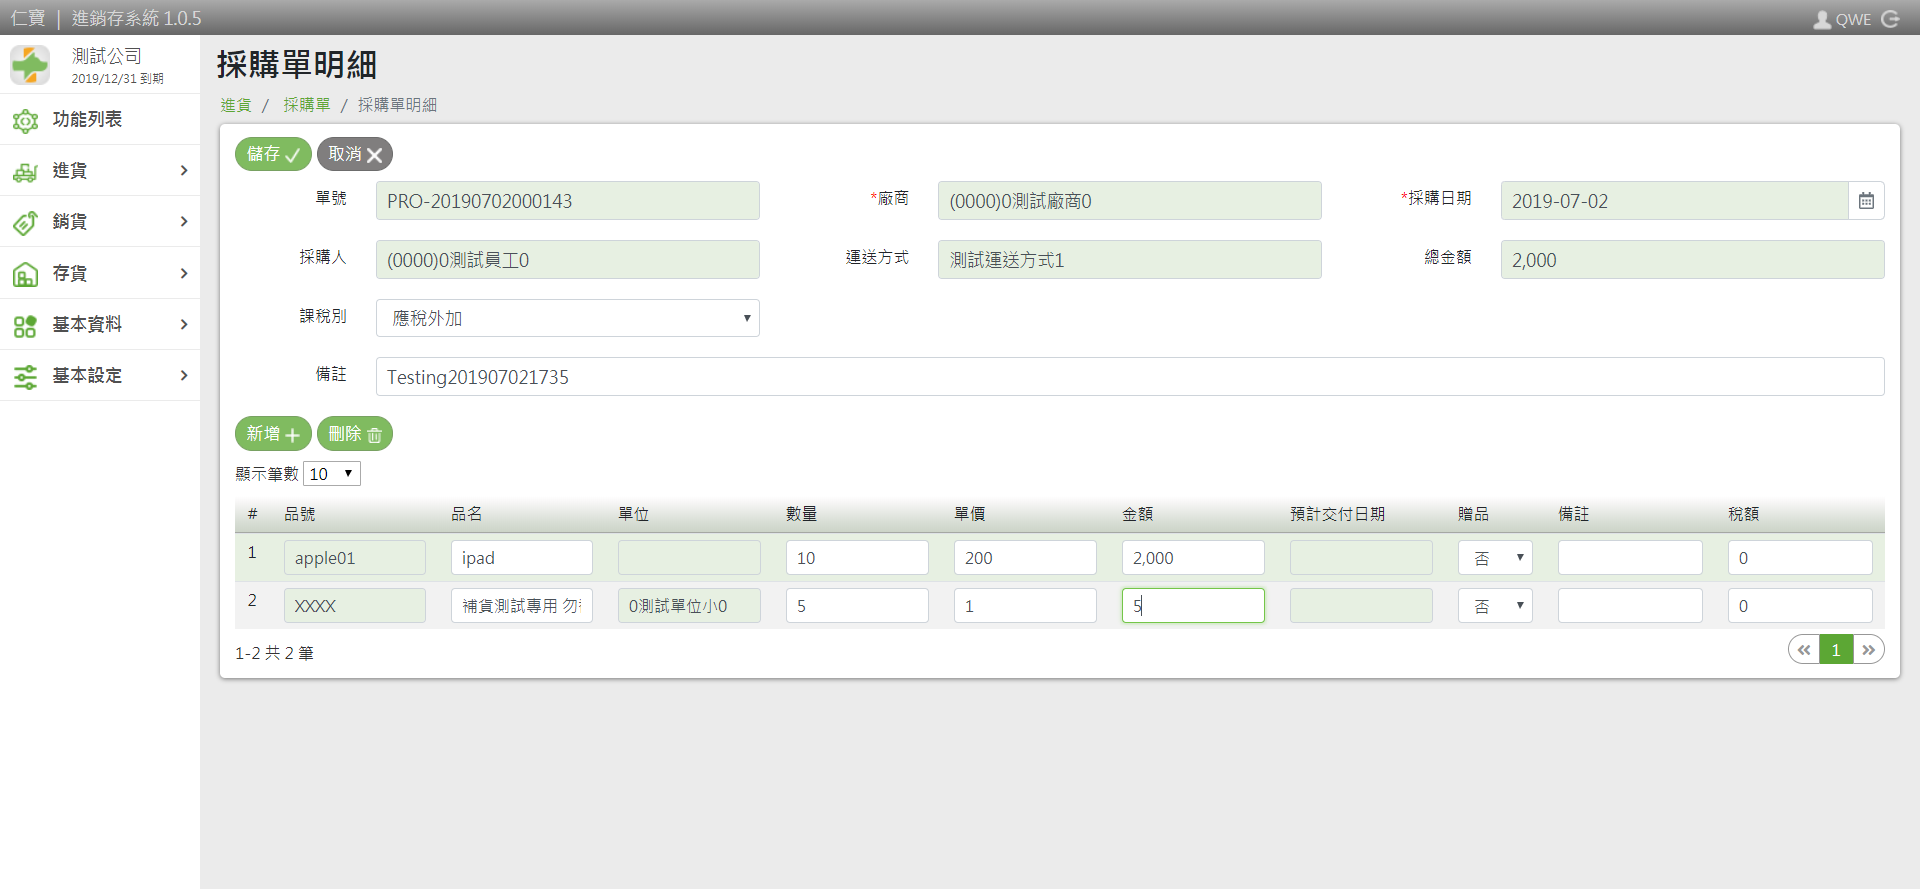 仁寶 | 進銷存系統 1.0.5
QWE
測試公司
2019/12/31 到期
功能列表
進貨
銷貨
存貨
基本資料
基本設定
採購單明細
進貨 / 採購單 / 採購單明細
儲存 取消
單號 PRO-20190702000143 *廠商 (0000)0測試廠商0 *採購日期 2019-07-02
採購人 (0000)0測試員工0 運送方式 測試運送方式1 總金額 2,000
課稅別 應稅外加
備註 Testing201907021735
新增 刪除
顯示筆數 10
# 品號 品名 單位 數量 單價 金額 預計交付日期 贈品 備註 稅額
1 apple01 ipad 10 200 2,000 否 0
2 XXXX 補貨測試專用 勿 0測試單位小0 5 1 5 否 0
1-2 共 2 筆
« 1 »